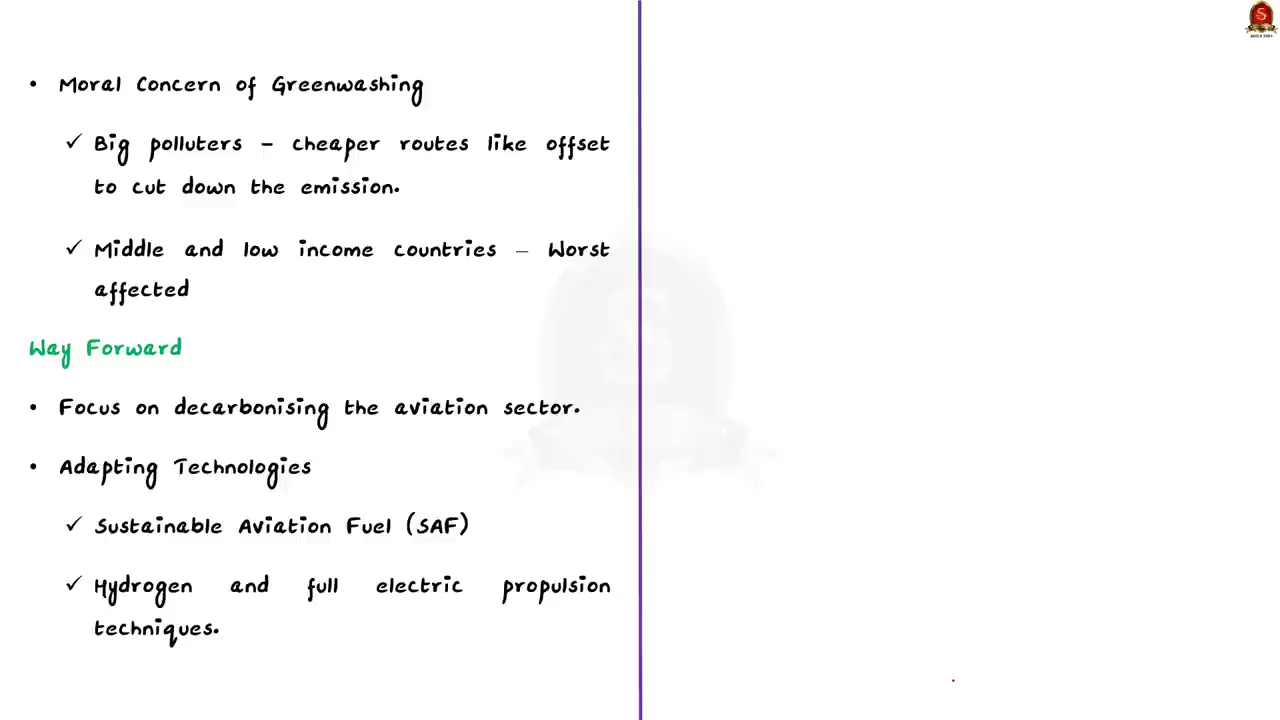 • Moral Concern of Greenwashing
✓ Big polluters – cheaper routes like offset
to cut down the emission.
✓ Middle and low income countries – Worst
affected
Way Forward
• Focus on decarbonising the aviation sector.
• Adapting Technologies
✓ Sustainable Aviation Fuel (SAF)
✓ Hydrogen and full electric propulsion
techniques.
S